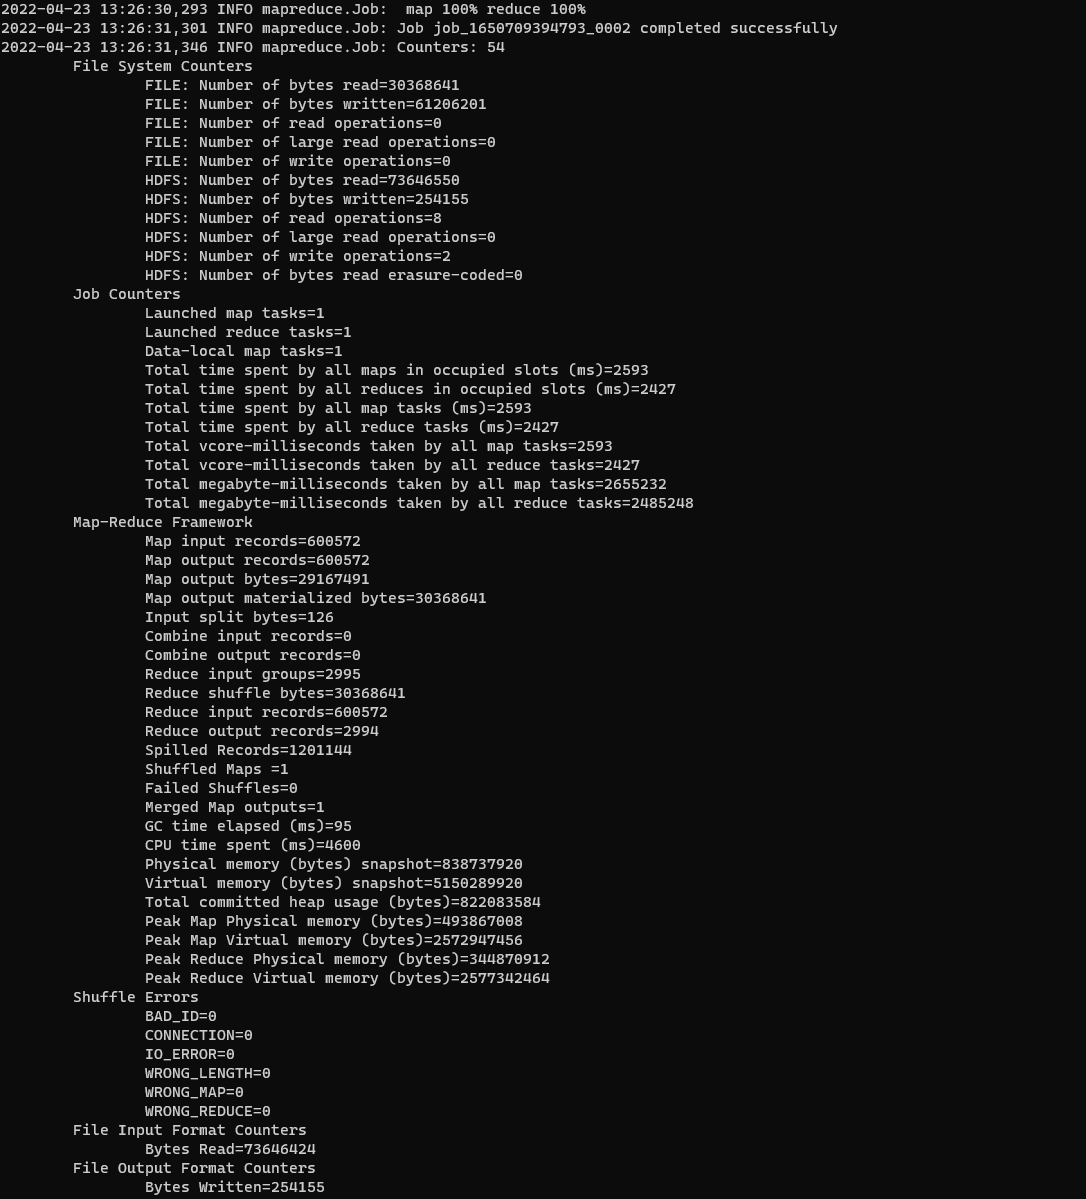 2022-04-23 13:26:30,293 INFO mapreduce.Job:  map 100% reduce 100%
2022-04-23 13:26:31,301 INFO mapreduce.Job: Job job_1650709394793_0002 completed successfully
2022-04-23 13:26:31,346 INFO mapreduce.Job: Counters: 54
File System Counters
FILE: Number of bytes read=30368641
FILE: Number of bytes written=61206201
FILE: Number of read operations=0
FILE: Number of large read operations=0
FILE: Number of write operations=0
HDFS: Number of bytes read=73646550
HDFS: Number of bytes written=254155
HDFS: Number of read operations=8
HDFS: Number of large read operations=0
HDFS: Number of write operations=2
HDFS: Number of bytes read erasure-coded=0
Job Counters
Launched map tasks=1
Launched reduce tasks=1
Data-local map tasks=1
Total time spent by all maps in occupied slots (ms)=2593
Total time spent by all reduces in occupied slots (ms)=2427
Total time spent by all map tasks (ms)=2593
Total time spent by all reduce tasks (ms)=2427
Total vcore-milliseconds taken by all map tasks=2593
Total vcore-milliseconds taken by all reduce tasks=2427
Total megabyte-milliseconds taken by all map tasks=2655232
Total megabyte-milliseconds taken by all reduce tasks=2485248
Map-Reduce Framework
Map input records=600572
Map output records=600572
Map output bytes=29167491
Map output materialized bytes=30368641
Input split bytes=126
Combine input records=0
Combine output records=0
Reduce input groups=2995
Reduce shuffle bytes=30368641
Reduce input records=600572
Reduce output records=2994
Spilled Records=1201144
Shuffled Maps =1
Failed Shuffles=0
Merged Map outputs=1
GC time elapsed (ms)=95
CPU time spent (ms)=4600
Physical memory (bytes) snapshot=838737920
Virtual memory (bytes) snapshot=5150289920
Total committed heap usage (bytes)=822083584
Peak Map Physical memory (bytes)=493867008
Peak Map Virtual memory (bytes)=2572947456
Peak Reduce Physical memory (bytes)=344870912
Peak Reduce Virtual memory (bytes)=2577342464
Shuffle Errors
BAD_ID=0
CONNECTION=0
IO_ERROR=0
WRONG_LENGTH=0
WRONG_MAP=0
WRONG_REDUCE=0
File Input Format Counters
Bytes Read=73646424
File Output Format Counters
Bytes Written=254155